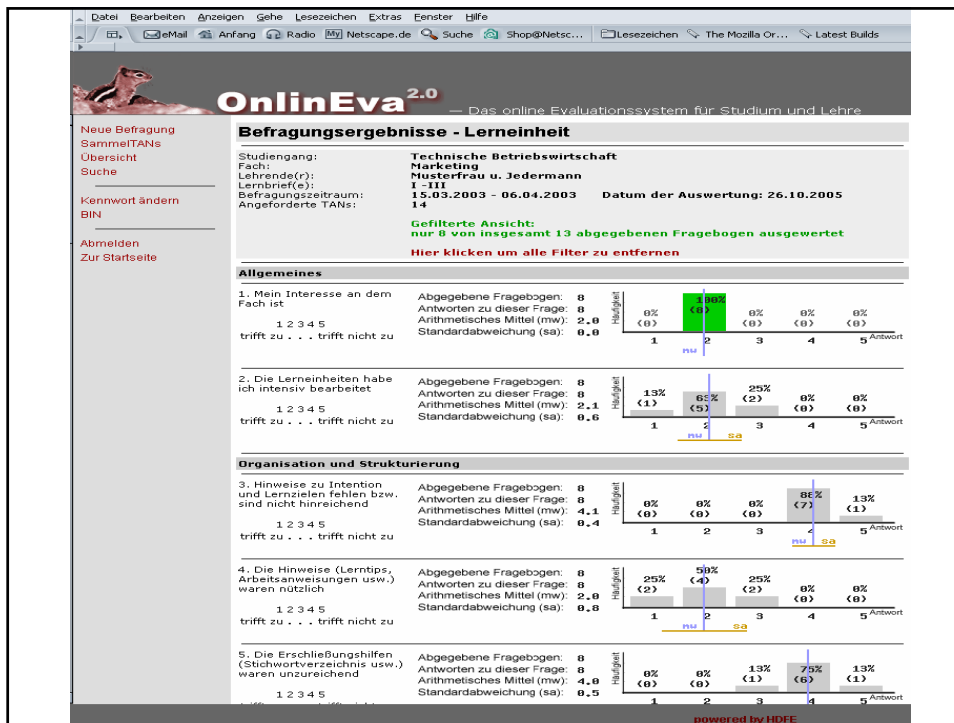 Datei Bearbeiten Anzeigen Gehe Lesezeichen Extras Fenster Hilfe
eMail Anfang Radio My Netscape.de Suche Shop@Netsc... Lesezeichen The Mozilla Or... Latest Builds
OnlinEva 2.0 — Das online Evaluationssystem für Studium und Lehre
Neue Befragung
SammelTANs
Übersicht
Suche
Kennwort ändern
BIN
Abmelden
Zur Startseite
Befragungsergebnisse - Lerneinheit
Studiengang: Technische Betriebswirtschaft
Fach: Marketing
Lehrende(r): Musterfrau u. Jedermann
Lernbrief(e): I -III
Befragungszeitraum: 15.03.2003 - 06.04.2003 Datum der Auswertung: 26.10.2005
Angeforderte TANs: 14
Gefilterte Ansicht:
nur 8 von insgesamt 13 abgegebenen Fragebogen ausgewertet
Hier klicken um alle Filter zu entfernen
Allgemeines
1. Mein Interesse an dem
Fach ist
1 2 3 4 5
trifft zu . . . trifft nicht zu
Abgegebene Fragebogen: 8
Antworten zu dieser Frage: 8
Arithmetisches Mittel (mw): 2.0
Standardabweichung (sa): 0.0
Häufigkeit
0% 100% 0% 0% 0%
(0) (8) (0) (0) (0)
1 2 3 4 5 Antwort
mw
2. Die Lerneinheiten habe
ich intensiv bearbeitet
1 2 3 4 5
trifft zu . . . trifft nicht zu
Abgegebene Fragebogen: 8
Antworten zu dieser Frage: 8
Arithmetisches Mittel (mw): 2.1
Standardabweichung (sa): 0.6
Häufigkeit
13% 63% 25% 0% 0%
(1) (5) (2) (0) (0)
1 2 3 4 5 Antwort
mw sa
Organisation und Strukturierung
3. Hinweise zu Intention
und Lernzielen fehlen bzw.
sind nicht hinreichend
1 2 3 4 5
trifft zu . . . trifft nicht zu
Abgegebene Fragebogen: 8
Antworten zu dieser Frage: 8
Arithmetisches Mittel (mw): 4.1
Standardabweichung (sa): 0.4
Häufigkeit
0% 0% 0% 88% 13%
(0) (0) (0) (7) (1)
1 2 3 4 5 Antwort
mw sa
4. Die Hinweise (Lerntips,
Arbeitsanweisungen usw.)
waren nützlich
1 2 3 4 5
trifft zu . . . trifft nicht zu
Abgegebene Fragebogen: 8
Antworten zu dieser Frage: 8
Arithmetisches Mittel (mw): 2.0
Standardabweichung (sa): 0.8
Häufigkeit
25% 50% 25% 0% 0%
(2) (4) (2) (0) (0)
1 2 3 4 5 Antwort
mw sa
5. Die Erschließungshilfen
(Stichwortverzeichnis usw.)
waren unzureichend
1 2 3 4 5
Abgegebene Fragebogen: 8
Antworten zu dieser Frage: 8
Arithmetisches Mittel (mw): 4.0
Standardabweichung (sa): 0.5
Häufigkeit
0% 0% 13% 75% 13%
(0) (0) (1) (6) (1)
1 2 3 4 5 Antwort
powered by HDFE